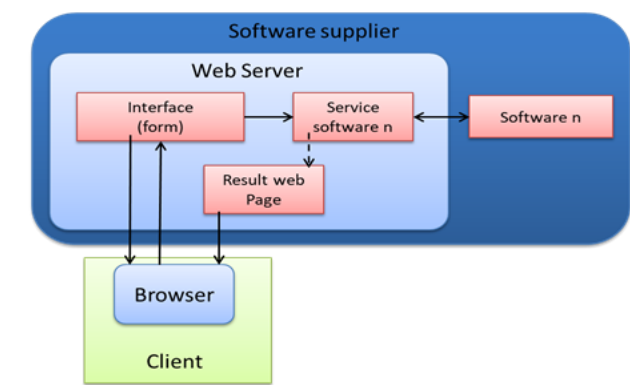 Software supplier
Web Server
Interface
(form)
Service
software n
Software n
Result web
Page
Browser
Client